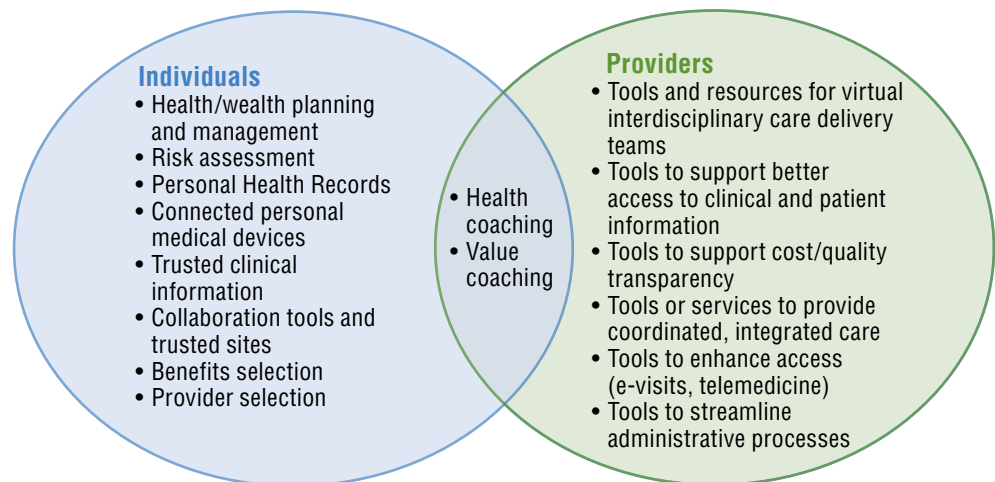 Individuals
• Health/wealth planning
and management
• Risk assessment
• Personal Health Records
• Connected personal
medical devices
• Trusted clinical
information
• Collaboration tools and
trusted sites
• Benefits selection
• Provider selection
• Health
coaching
• Value
coaching
Providers
• Tools and resources for virtual
interdisciplinary care delivery
teams
• Tools to support better
access to clinical and patient
information
• Tools to support cost/quality
transparency
• Tools or services to provide
coordinated, integrated care
• Tools to enhance access
(e-visits, telemedicine)
• Tools to streamline
administrative processes